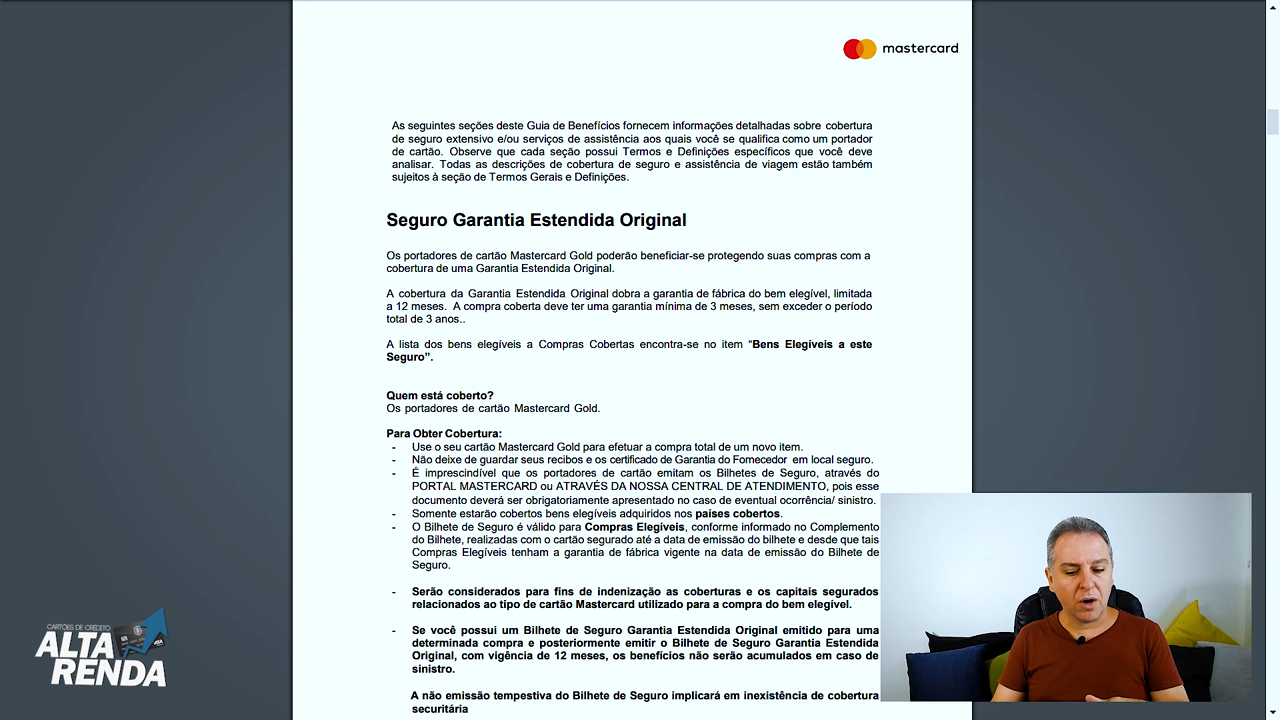 mastercard
As seguintes seções deste Guia de Benefícios fornecem informações detalhadas sobre cobertura
de seguro extensivo e/ou serviços de assistência aos quais você se qualifica como um portador
de cartão. Observe que cada seção possui Termos e Definições específicos que você deve
analisar. Todas as descrições de cobertura de seguro e assistência de viagem estão também
sujeitos à seção de Termos Gerais e Definições.
Seguro Garantia Estendida Original
Os portadores de cartão Mastercard Gold poderão beneficiar-se protegendo suas compras com a
cobertura de uma Garantia Estendida Original.
A cobertura da Garantia Estendida Original dobra a garantia de fábrica do bem elegível, limitada
a 12 meses. A compra coberta deve ter uma garantia mínima de 3 meses, sem exceder o período
total de 3 anos..
A lista dos bens elegíveis a Compras Cobertas encontra-se no item “Bens Elegíveis a este
Seguro”.
Quem está coberto?
Os portadores de cartão Mastercard Gold.
Para Obter Cobertura:
- Use o seu cartão Mastercard Gold para efetuar a compra total de um novo item.
- Não deixe de guardar seus recibos e os certificado de Garantia do Fornecedor em local seguro.
- É imprescindível que os portadores de cartão emitam os Bilhetes de Seguro, através do
PORTAL MASTERCARD ou ATRAVÉS DA NOSSA CENTRAL DE ATENDIMENTO, pois esse
documento deverá ser obrigatoriamente apresentado no caso de eventual ocorrência/ sinistro.
- Somente estarão cobertos bens elegíveis adquiridos nos países cobertos.
- O Bilhete de Seguro é válido para Compras Elegíveis, conforme informado no Complemento
do Bilhete, realizadas com o cartão segurado até a data de emissão do bilhete e desde que tais
Compras Elegíveis tenham a garantia de fábrica vigente na data de emissão do Bilhete de
Seguro.
- Serão considerados para fins de indenização as coberturas e os capitais segurados
relacionados ao tipo de cartão Mastercard utilizado para a compra do bem elegível.
- Se você possui um Bilhete de Seguro Garantia Estendida Original emitido para uma
determinada compra e posteriormente emitir o Bilhete de Seguro Garantia Estendida
Original, com vigência de 12 meses, os benefícios não serão acumulados em caso de
sinistro.
A não emissão tempestiva do Bilhete de Seguro implicará em inexistência de cobertura
securitária
CARTÕES DE CRÉDITO
ALTA
RENDA